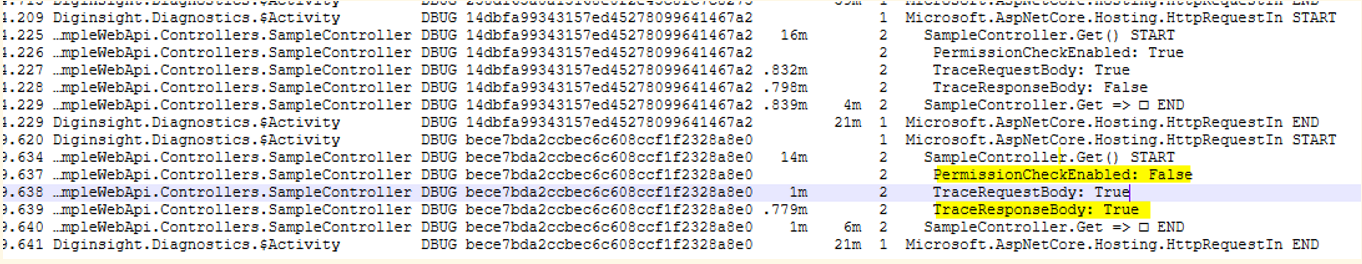 4.209 Diginsight.Diagnostics.$Activity DBUG 14dbfa99343157ed45278099641467a2 1 Microsoft.AspNetCore.Hosting.HttpRequestIn START
4.225 …mpleWebApi.Controllers.SampleController DBUG 14dbfa99343157ed45278099641467a2 16m 2 SampleController.Get() START
4.226 …mpleWebApi.Controllers.SampleController DBUG 14dbfa99343157ed45278099641467a2 2 PermissionCheckEnabled: True
4.227 …mpleWebApi.Controllers.SampleController DBUG 14dbfa99343157ed45278099641467a2 .832m 2 TraceRequestBody: True
4.228 …mpleWebApi.Controllers.SampleController DBUG 14dbfa99343157ed45278099641467a2 .798m 2 TraceResponseBody: False
4.229 …mpleWebApi.Controllers.SampleController DBUG 14dbfa99343157ed45278099641467a2 .839m 4m 2 SampleController.Get => □ END
4.229 Diginsight.Diagnostics.$Activity DBUG 14dbfa99343157ed45278099641467a2 21m 1 Microsoft.AspNetCore.Hosting.HttpRequestIn END
9.620 Diginsight.Diagnostics.$Activity DBUG bece7bda2ccbec6c608ccf1f2328a8e0 1 Microsoft.AspNetCore.Hosting.HttpRequestIn START
9.634 …mpleWebApi.Controllers.SampleController DBUG bece7bda2ccbec6c608ccf1f2328a8e0 14m 2 SampleController.Get() START
9.637 …mpleWebApi.Controllers.SampleController DBUG bece7bda2ccbec6c608ccf1f2328a8e0 2 PermissionCheckEnabled: False
9.638 …mpleWebApi.Controllers.SampleController DBUG bece7bda2ccbec6c608ccf1f2328a8e0 1m 2 TraceRequestBody: True
9.639 …mpleWebApi.Controllers.SampleController DBUG bece7bda2ccbec6c608ccf1f2328a8e0 .779m 2 TraceResponseBody: True
9.640 …mpleWebApi.Controllers.SampleController DBUG bece7bda2ccbec6c608ccf1f2328a8e0 1m 6m 2 SampleController.Get => □ END
9.641 Diginsight.Diagnostics.$Activity DBUG bece7bda2ccbec6c608ccf1f2328a8e0 21m 1 Microsoft.AspNetCore.Hosting.HttpRequestIn END